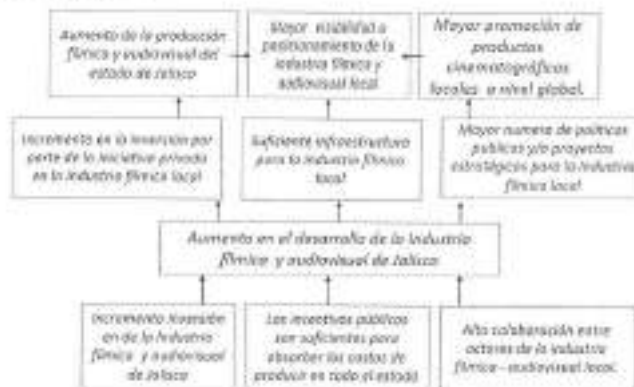 Aumento de la producción
fílmica y audiovisual del
estado de Jalisco
Mayor visibilidad o
posicionamiento de la
industria fílmica y
audiovisual local
Mayor promoción de
productos
cinematográficos
locales a nivel global.
Incremento en la inversión por
parte de la iniciativa privada
en la industria fílmica local
Suficiente infraestructura
para la industria fílmica
local
Mayor numero de políticas
publicas y/o proyectos
estratégicos para la industria
fílmica local
Aumento en el desarrollo de la industria
fílmica y audiovisual de Jalisco
Incremento inversión
en de la Industria
fílmica y audiovisual
de Jalisco
Los incentivos públicos
son suficientes para
absorber los costos de
producir en todo el estado
Alta colaboración entre
actores de la industria
fílmica – audiovisual local.